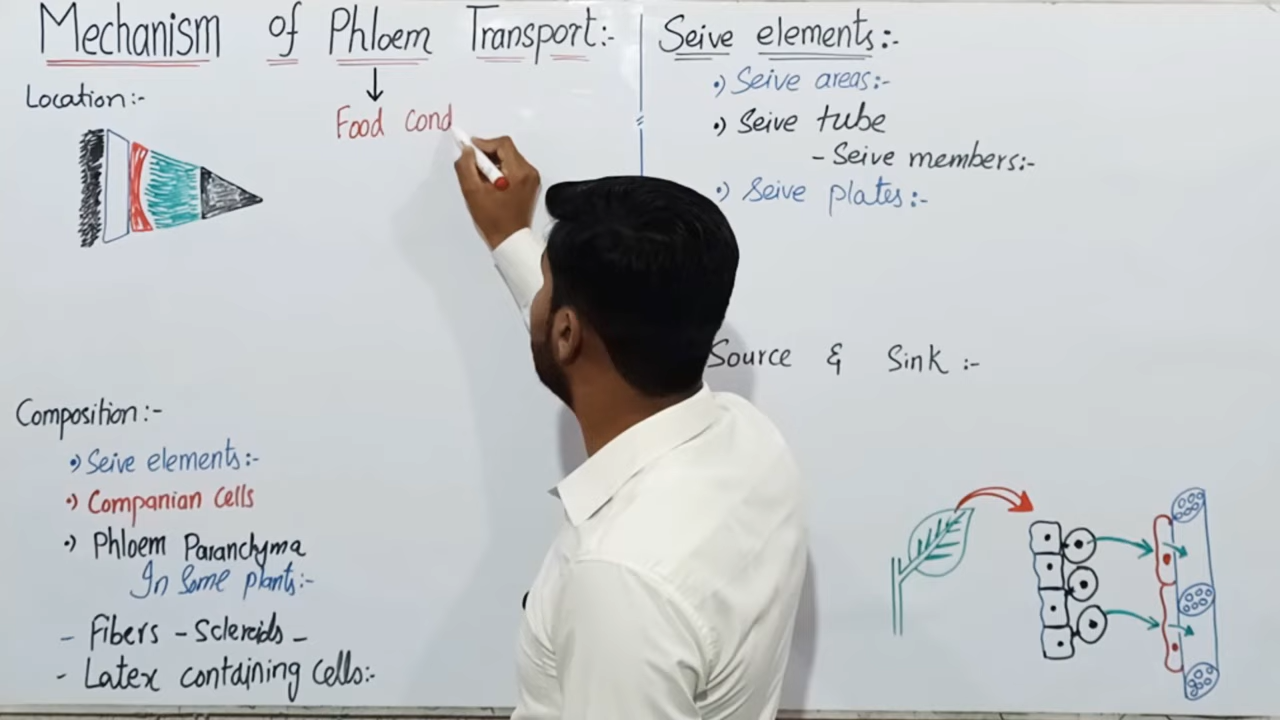 Mechanism of Phloem Transport:-
Location:-
Food Cond
Composition:-
•) Seive elements:-
•) Companian Cells
•) Phloem Paranchyma
In Some plants:-
- Fibers - Sclereids -
- Latex containing Cells:-
Seive elements:-
•) Seive areas:-
•) Seive tube
- Seive members:-
•) Seive plates:-
Source & Sink :-